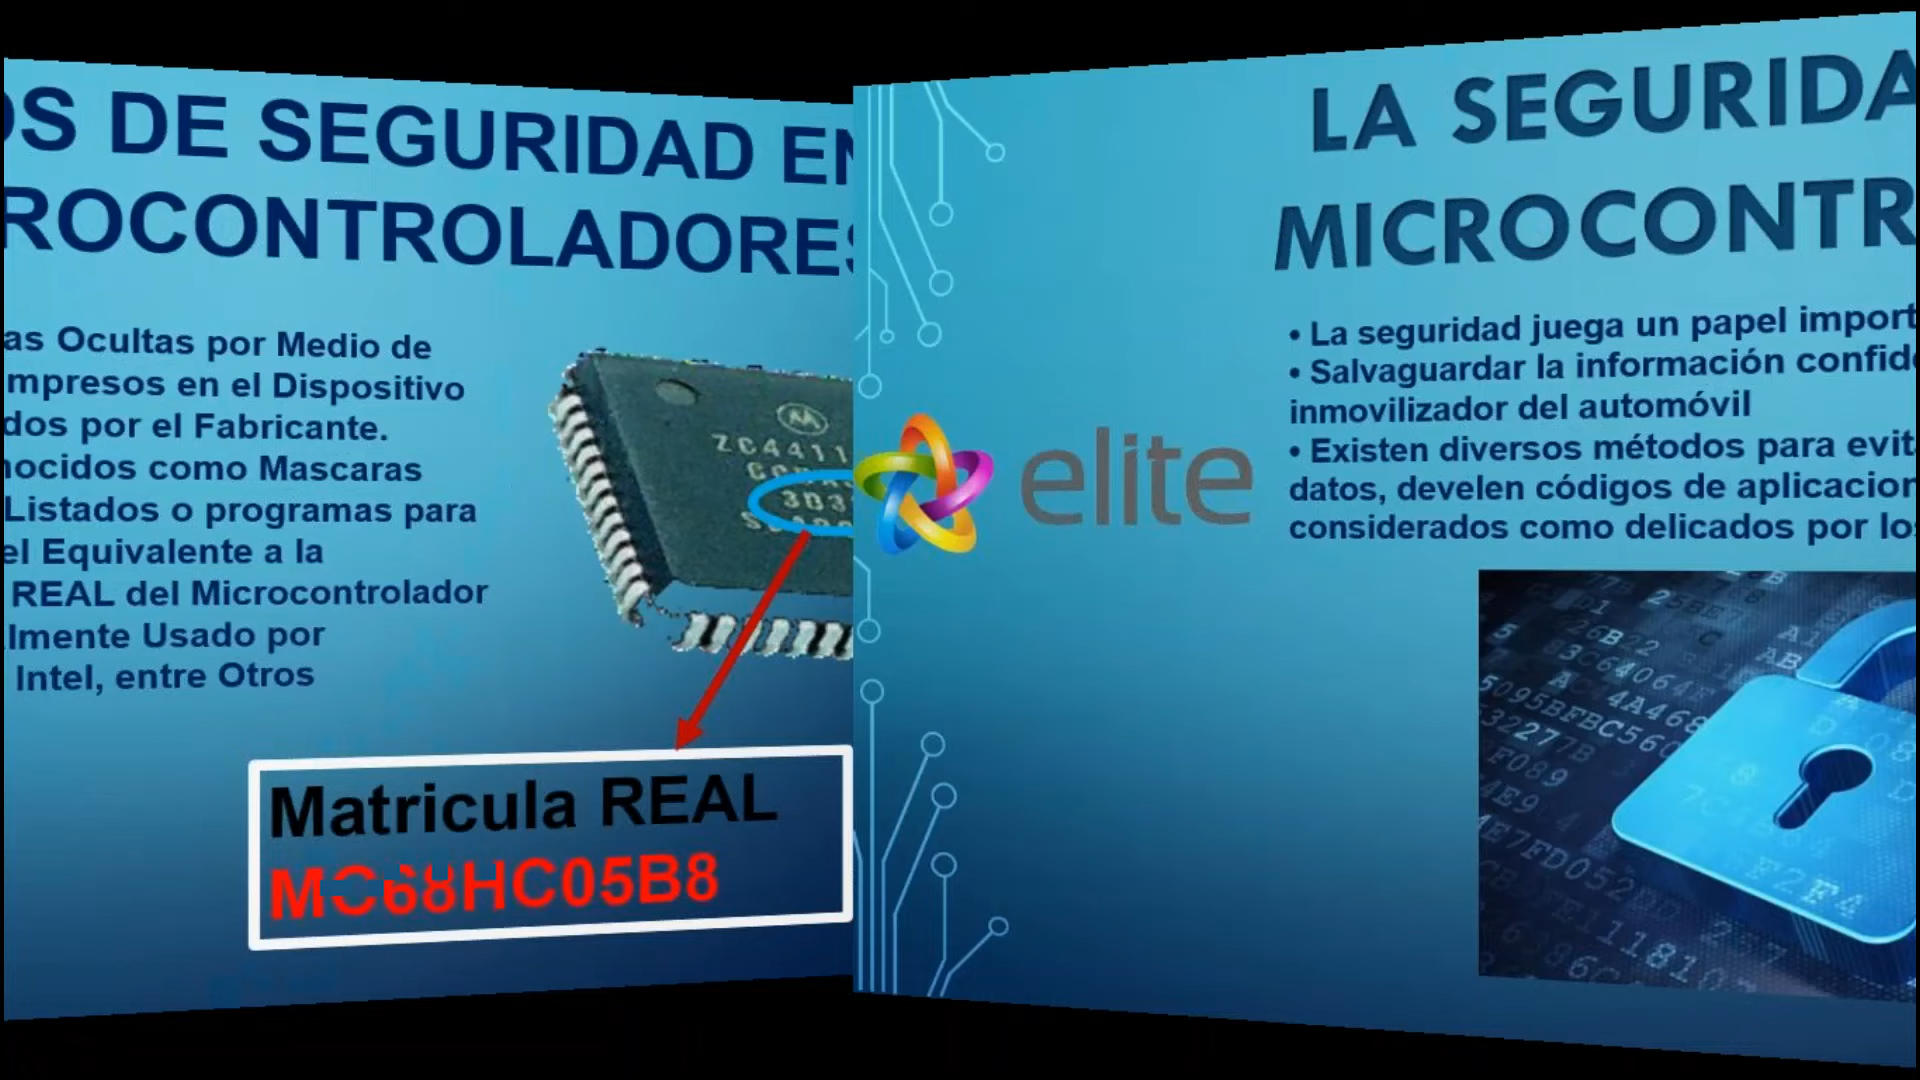 OS DE SEGURIDAD EN
ROCONTROLADORES
as Ocultas por Medio de
mpresos en el Dispositivo
dos por el Fabricante.
nocidos como Mascaras
Listados o programas para
el Equivalente a la
REAL del Microcontrolador
lmente Usado por
Intel, entre Otros
ZC4411
3D3
Matricula REAL
MC68HC05B8
elite
LA SEGURIDA
MICROCONTR
• La seguridad juega un papel import
• Salvaguardar la información confid
inmovilizador del automóvil
• Existen diversos métodos para evit
datos, develen códigos de aplicacion
considerados como delicados por lo